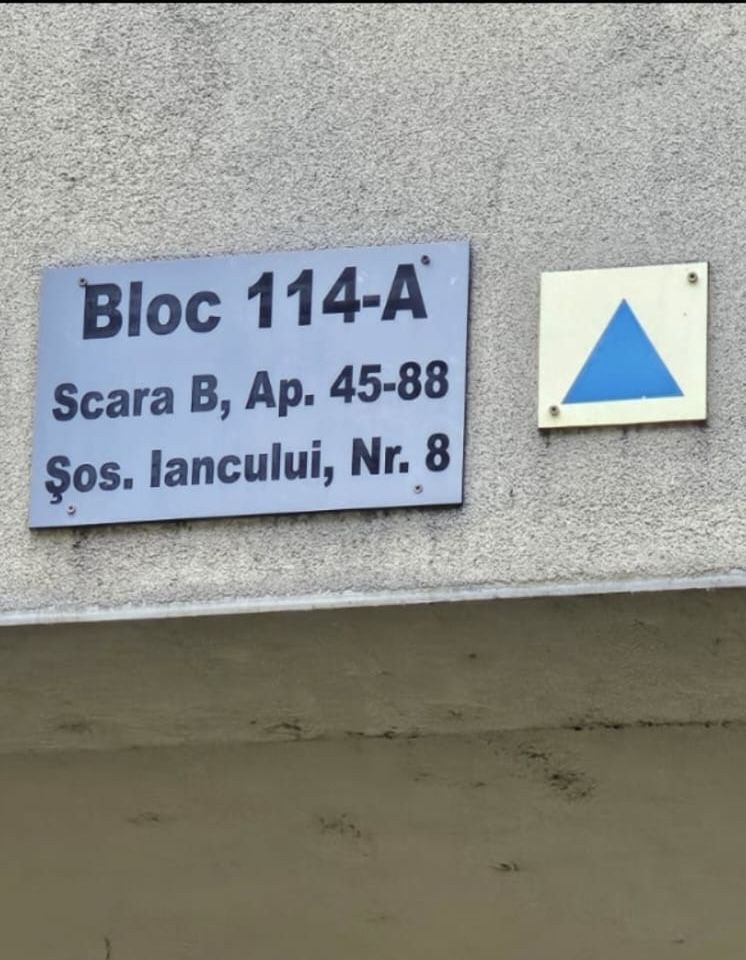 Bloc 114-A
Scara B, Ap. 45-88
Şos. Iancului, Nr. 8